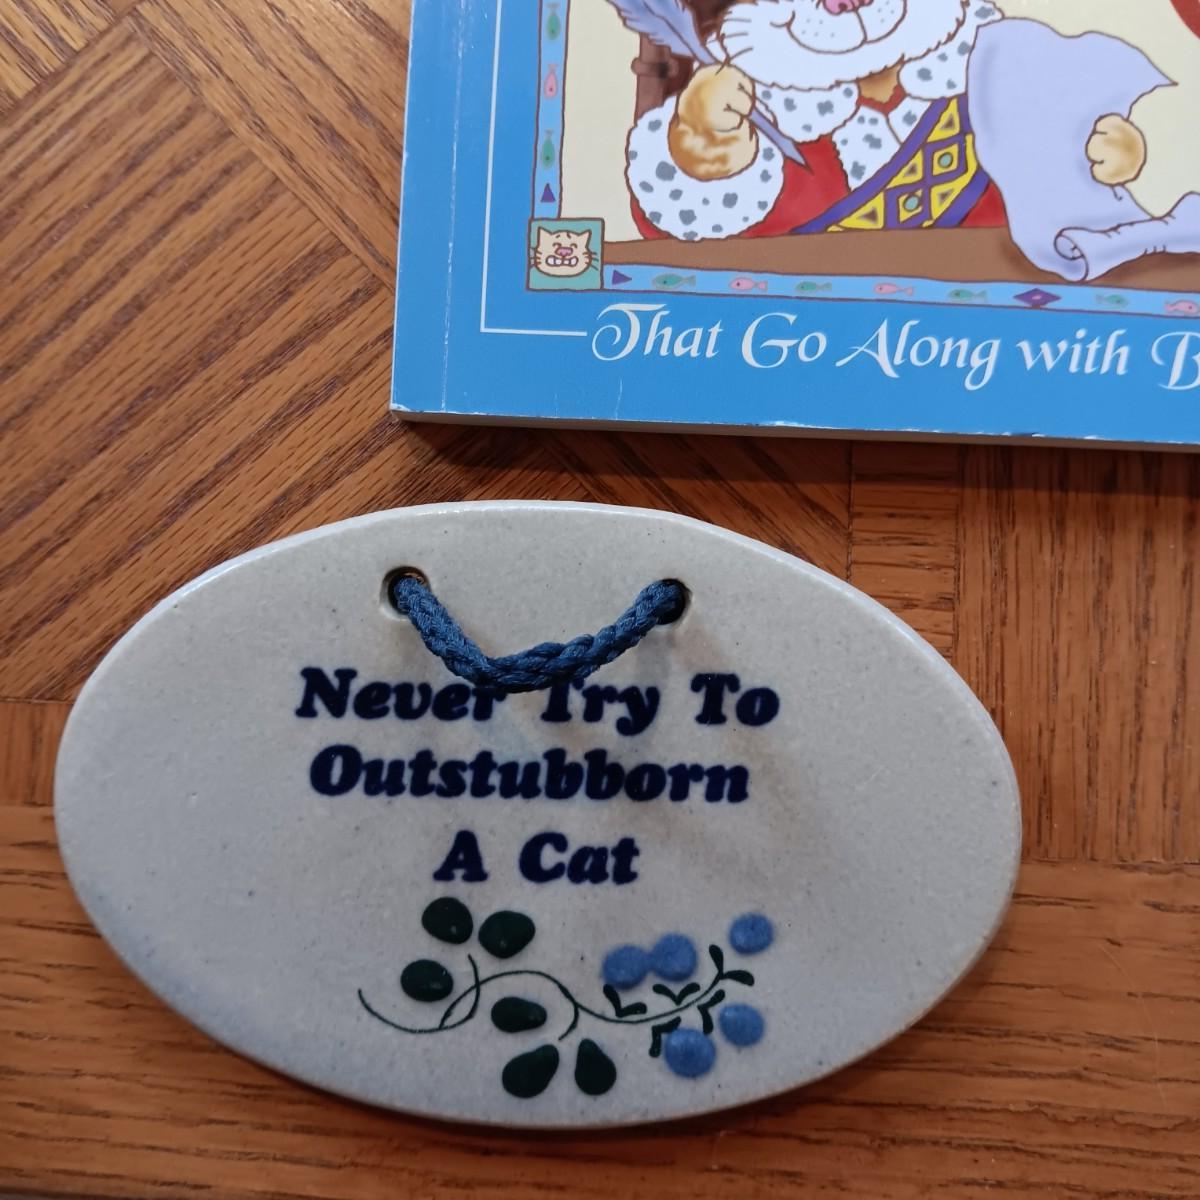 That Go Along with
Never Try To
Outstubborn
A Cat